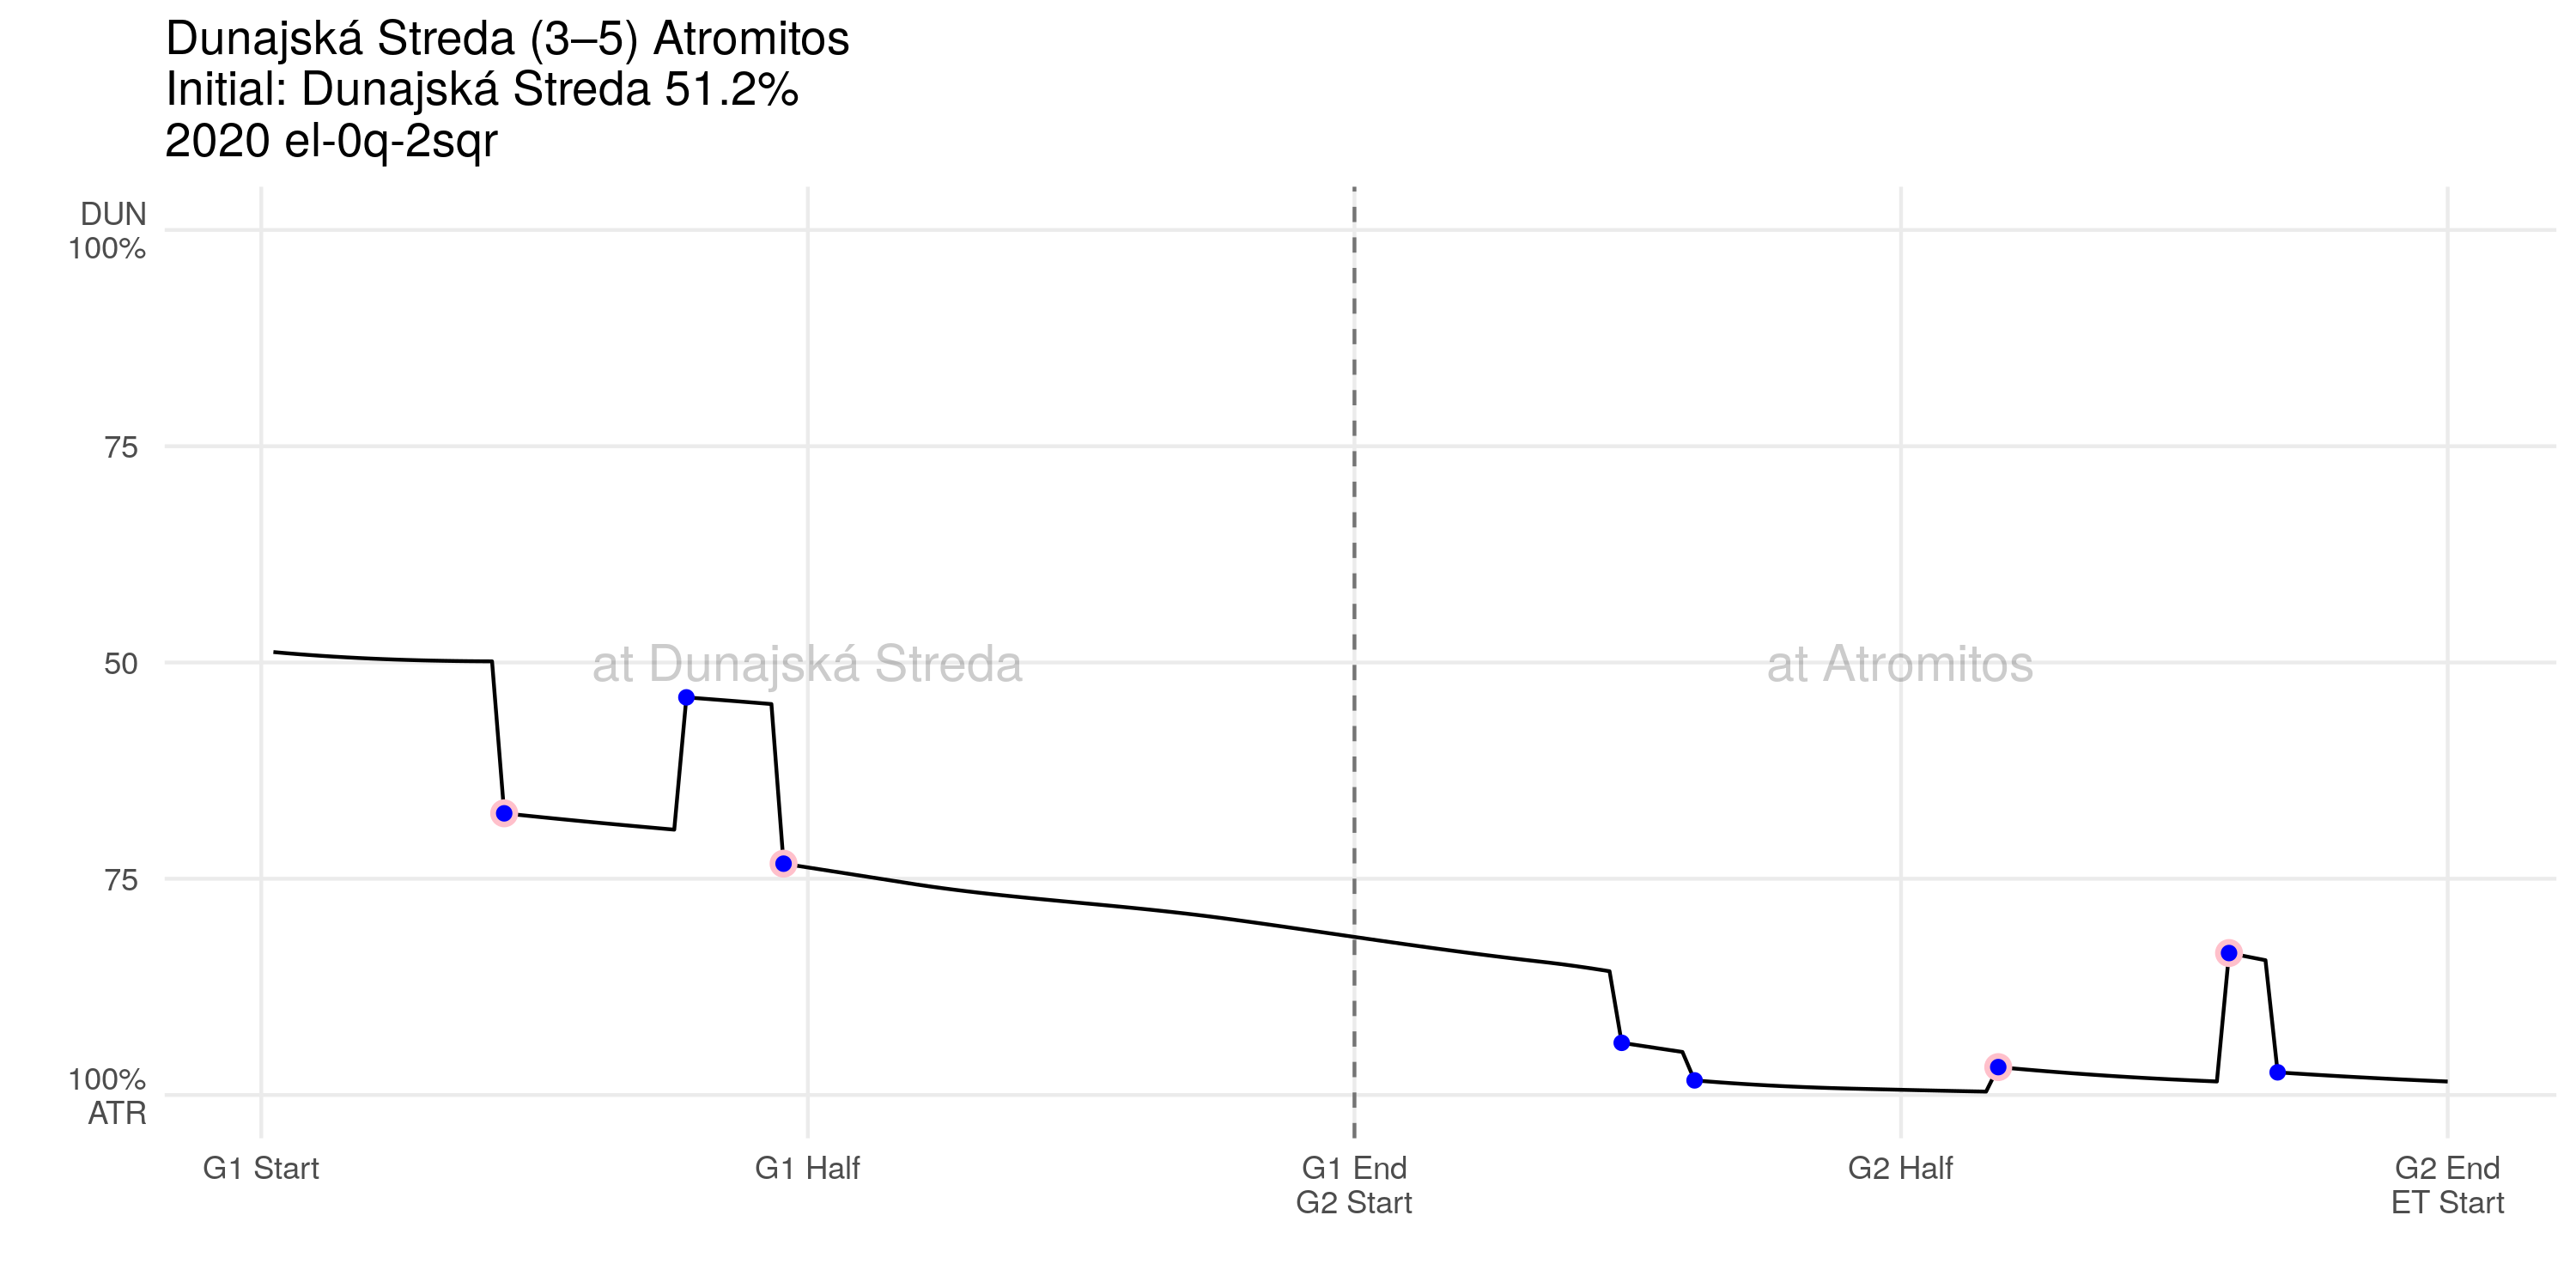 Dunajská Streda (3–5) Atromitos
Initial: Dunajská Streda 51.2%
2020 el-0q-2sqr
DUN
100%
75
50
75
100%
ATR
at Dunajská Streda
at Atromitos
G1 Start
G1 Half
G1 End
G2 Start
G2 Half
G2 End
ET Start